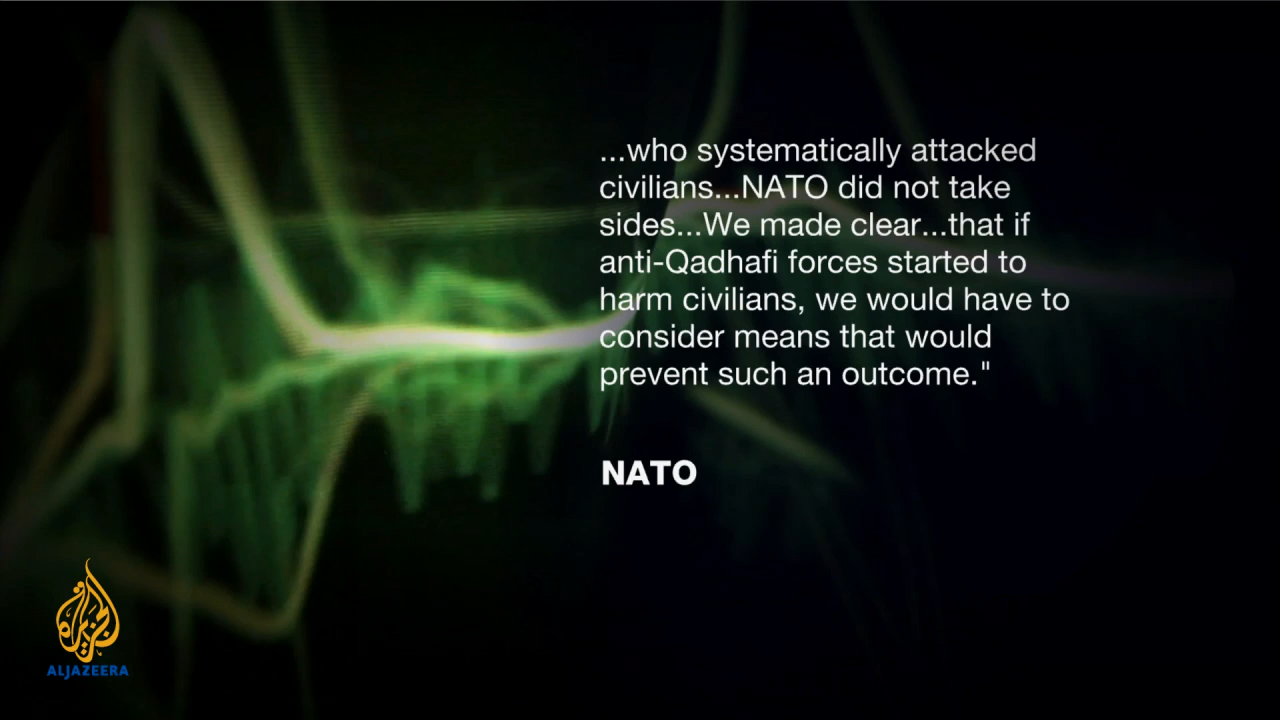 ...who systematically attacked
civilians...NATO did not take
sides...We made clear...that if
anti-Qadhafi forces started to
harm civilians, we would have to
consider means that would
prevent such an outcome."
NATO
الجزيرة
ALJAZEERA